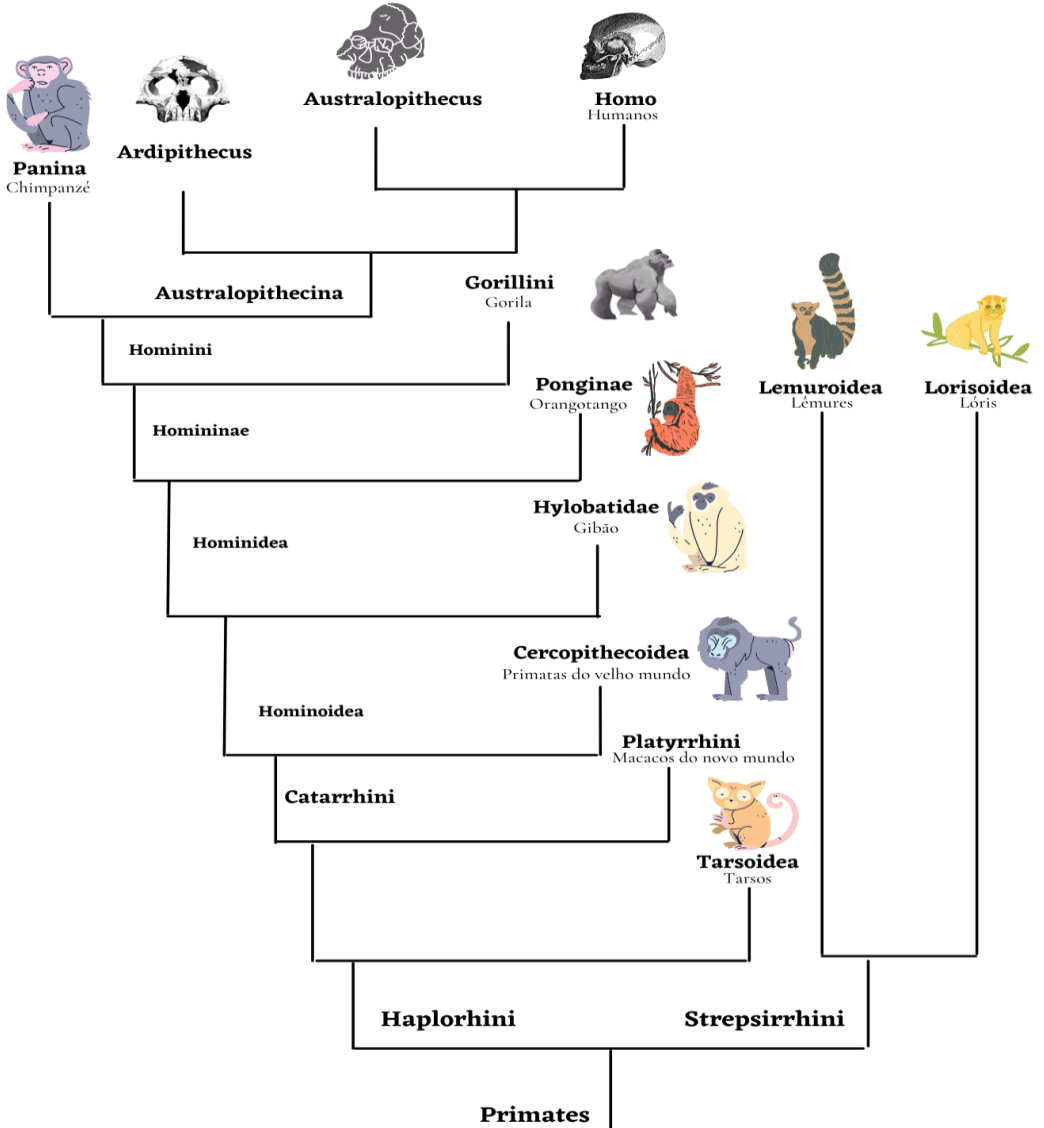 Australopithecus
Homo
Humanos
Ardipithecus
Panina
Chimpanzé
Australopithecina
Gorillini
Gorila
Hominini
Ponginae
Orangotango
Lemuroidea
Lêmures
Lorisoidea
Lóris
Homininae
Hylobatidae
Gibão
Hominidea
Cercopithecoidea
Primatas do velho mundo
Hominoidea
Platyrrhini
Macacos do novo mundo
Catarrhini
Tarsoidea
Tarsos
Haplorhini
Strepsirrhini
Primates